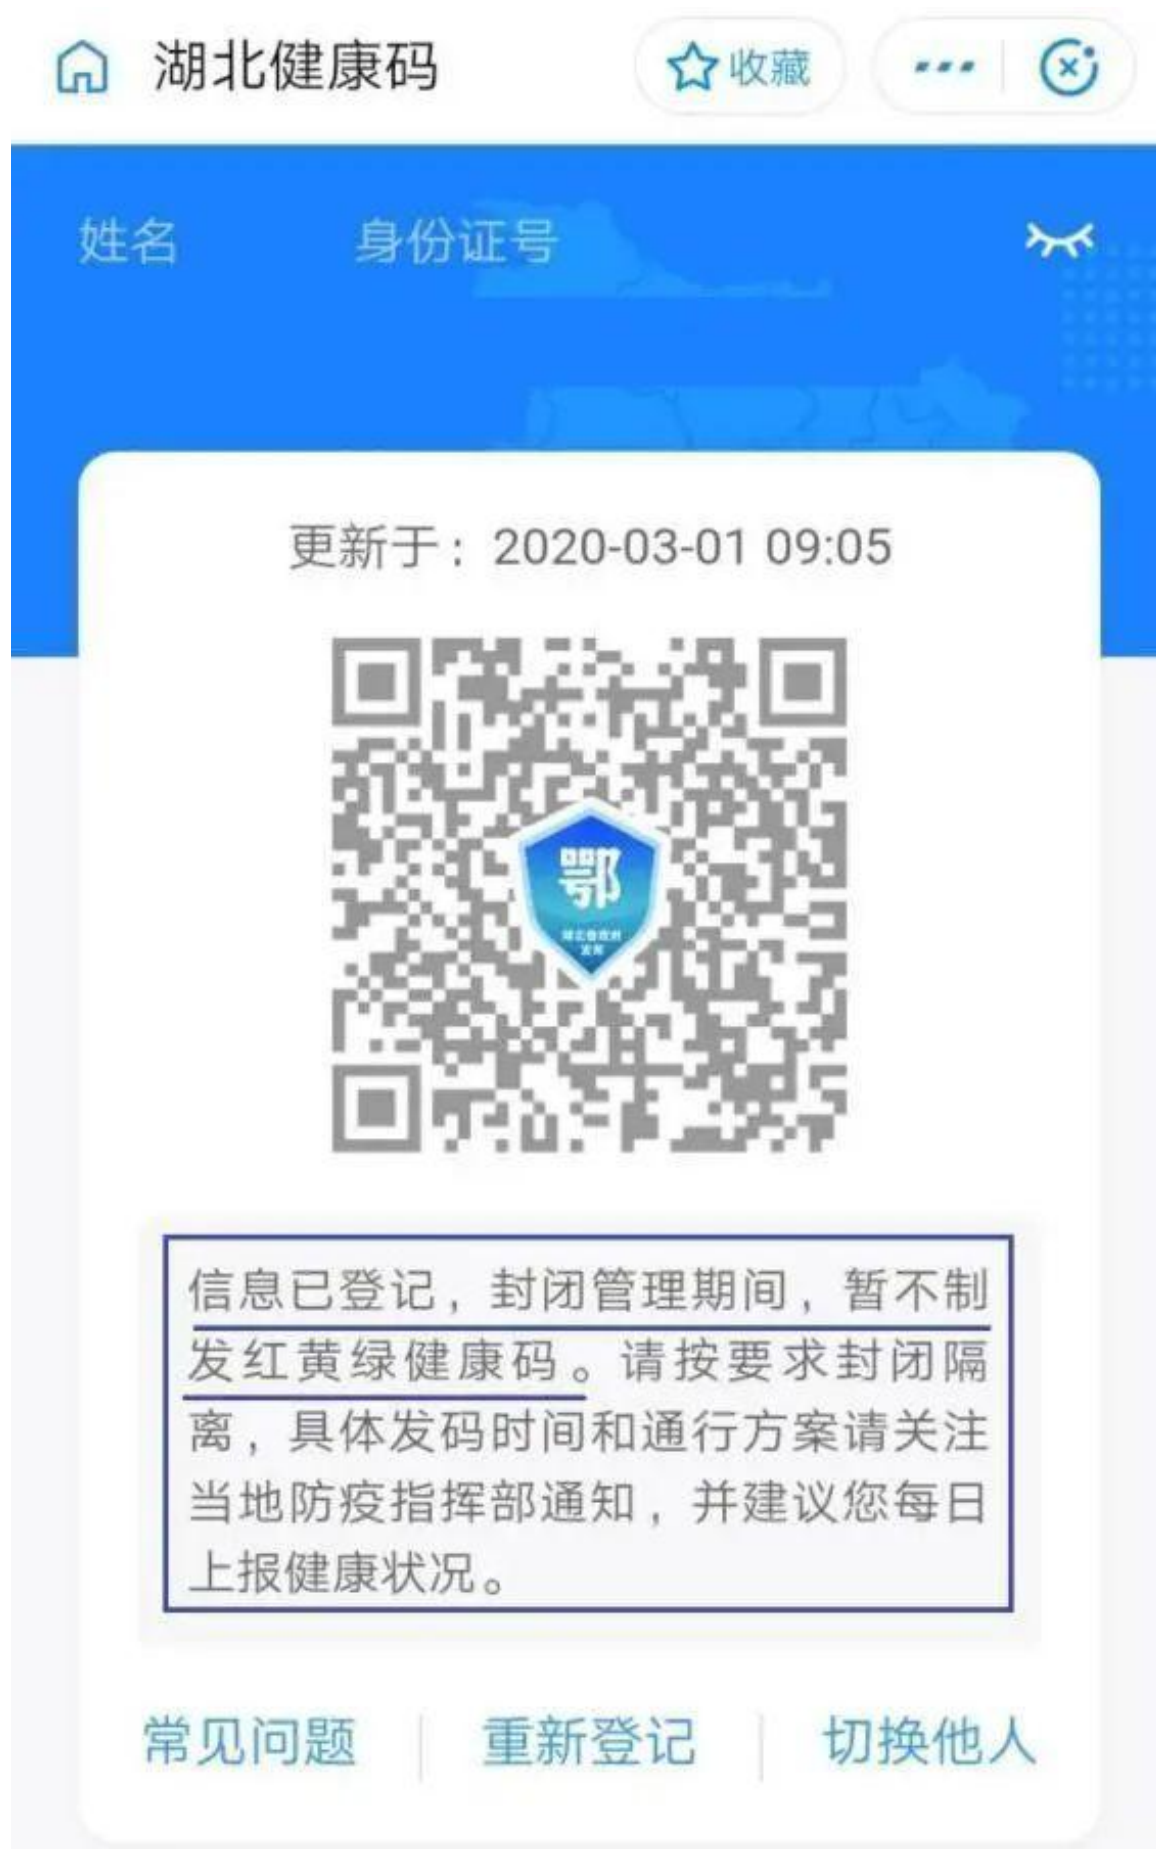 湖北健康码
收藏
姓名 身份证号
更新于：2020-03-01 09:05
鄂
信息已登记，封闭管理期间，暂不制
发红黄绿健康码。请按要求封闭隔
离，具体发码时间和通行方案请关注
当地防疫指挥部通知，并建议您每日
上报健康状况。
常见问题 重新登记 切换他人